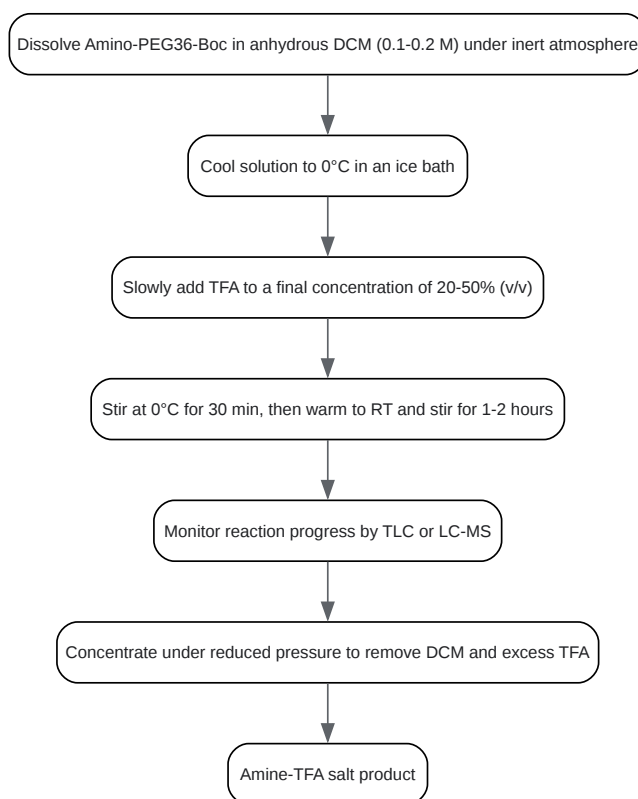 Dissolve Amino-PEG36-Boc in anhydrous DCM (0.1-0.2 M) under inert atmosphere
Cool solution to 0°C in an ice bath
Slowly add TFA to a final concentration of 20-50% (v/v)
Stir at 0°C for 30 min, then warm to RT and stir for 1-2 hours
Monitor reaction progress by TLC or LC-MS
Concentrate under reduced pressure to remove DCM and excess TFA
Amine-TFA salt product